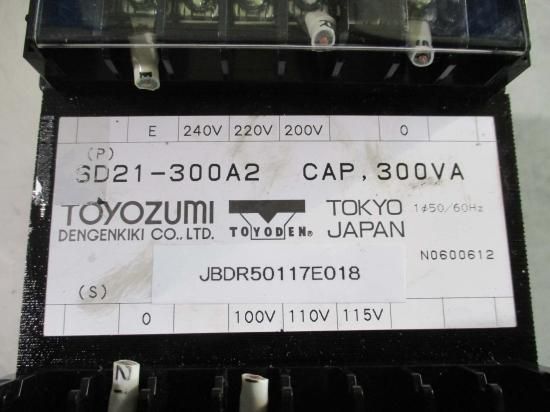 E 240V 220V 200V 0
(P)
SD21-300A2 CAP, 300VA
TOYOZUMI TOKYO 1ϕ50/60Hz
DENGENKIKI CO., LTD. TOYODEN® JAPAN
N0600612
JBDR50117E018
(S)
0 100V 110V 115V
2